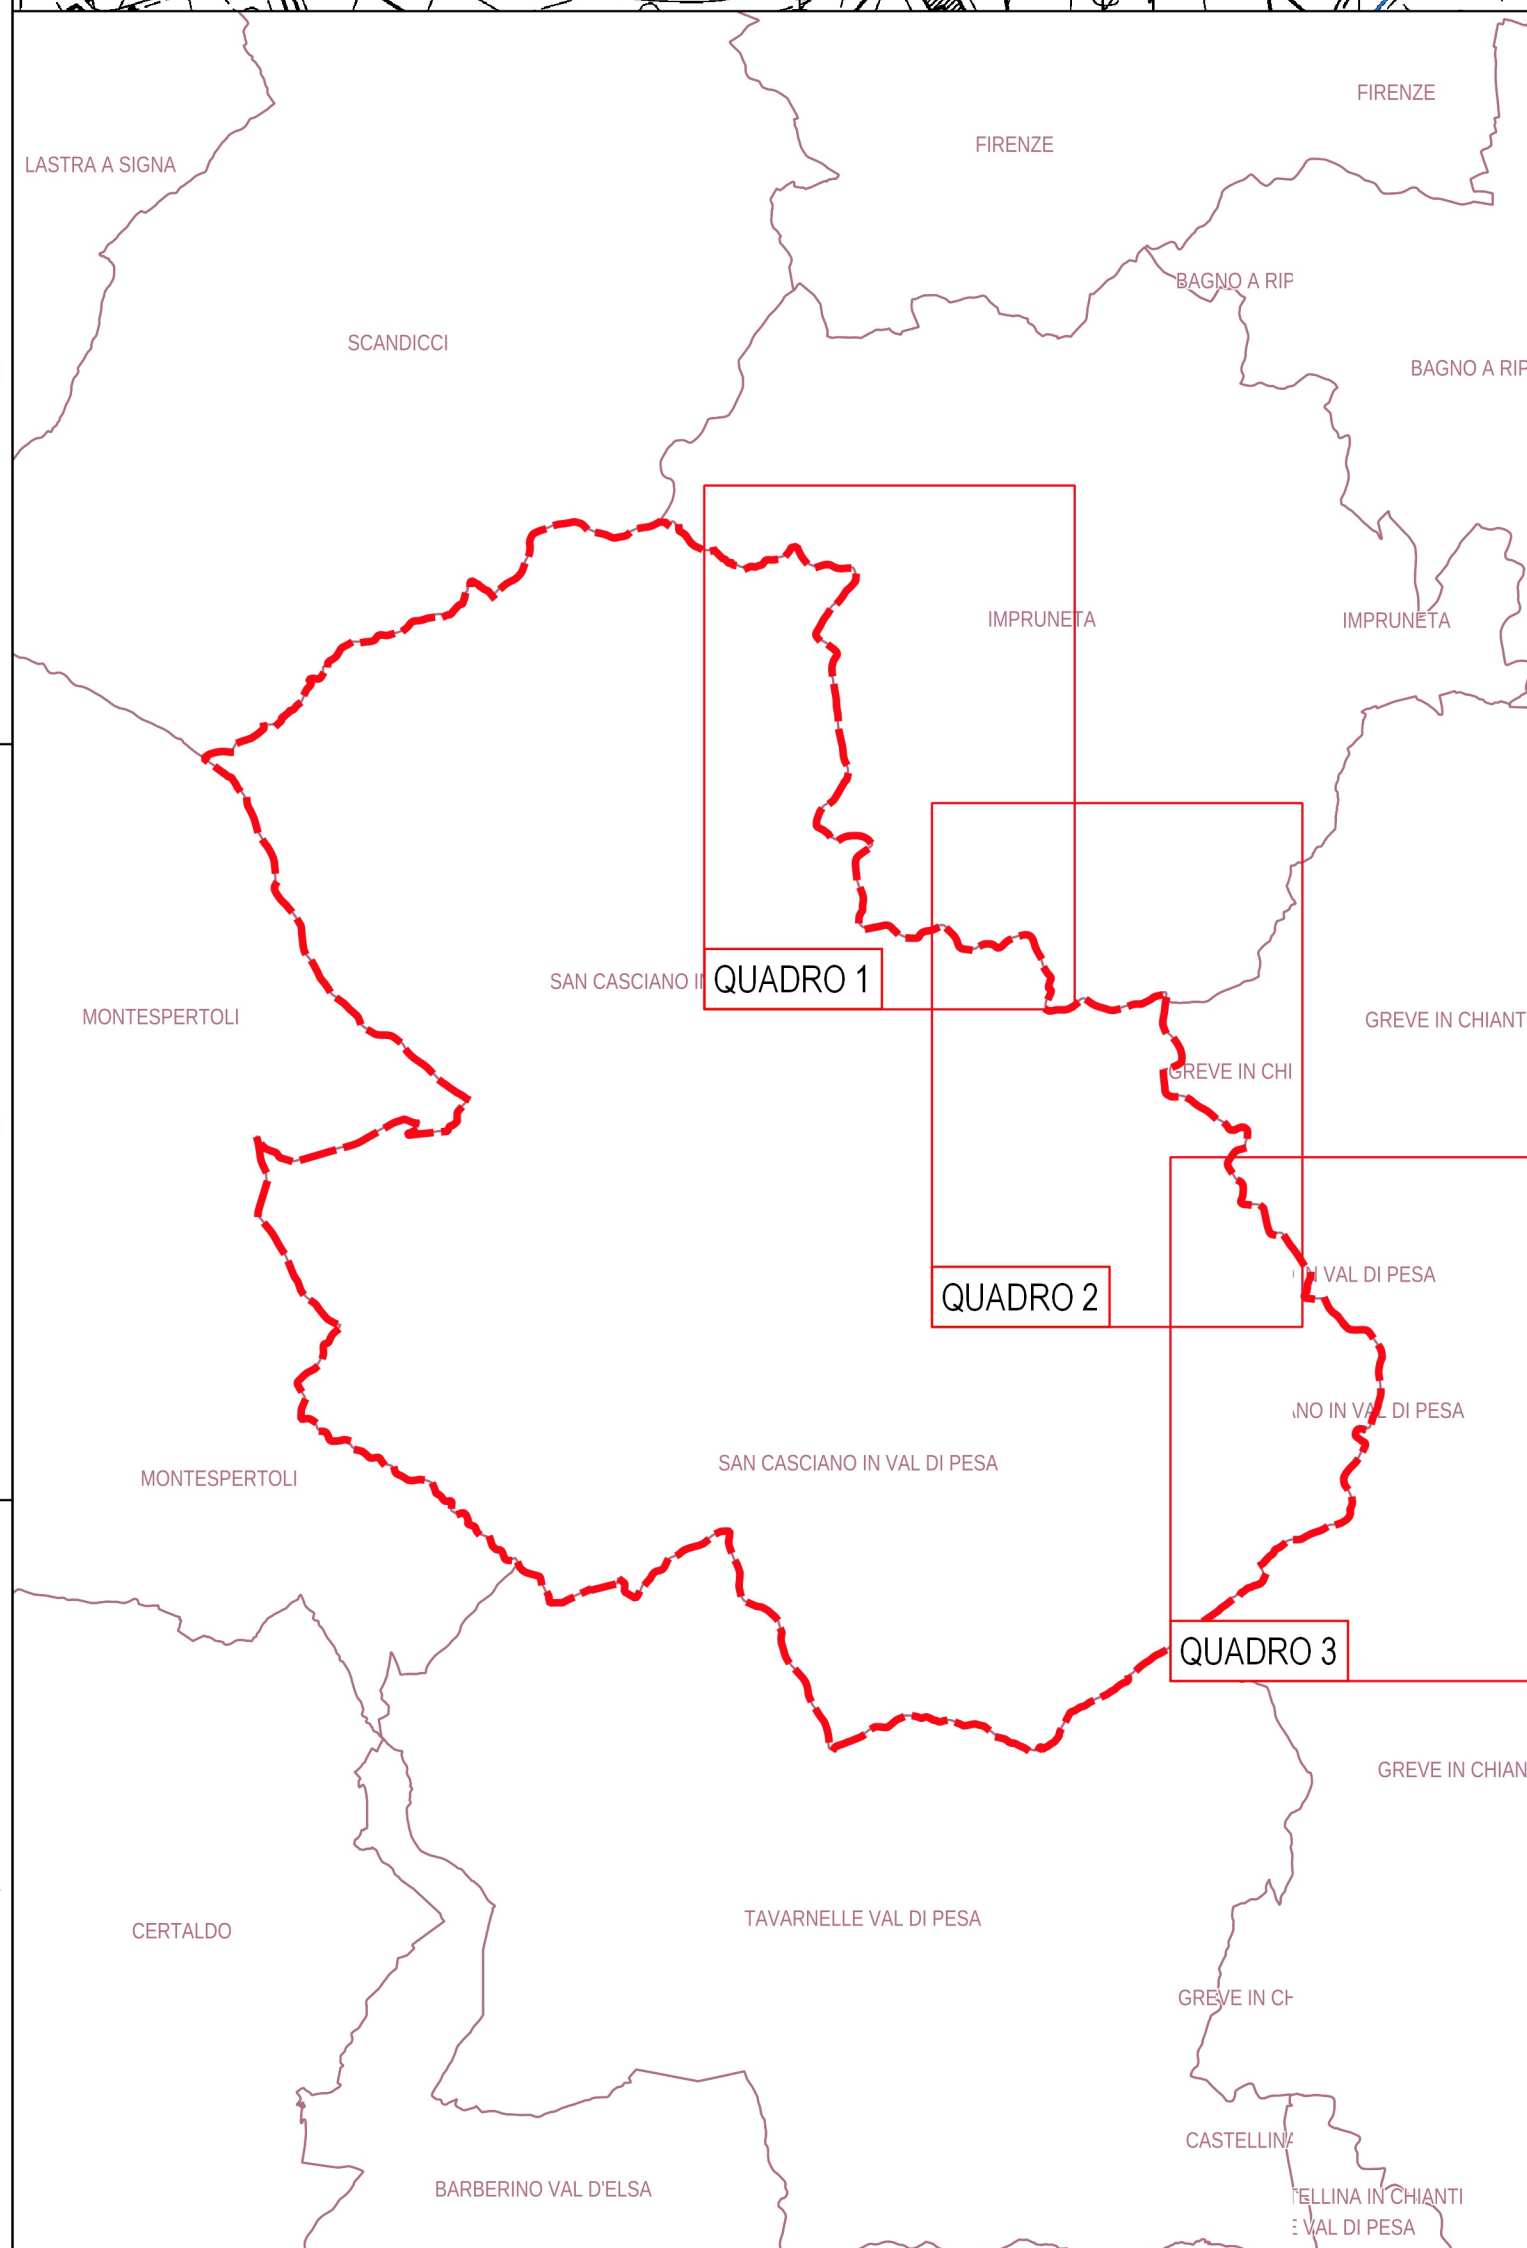 FIRENZE
FIRENZE
LASTRA A SIGNA
BAGNO A RIP
SCANDICCI
BAGNO A RIP
IMPRUNETA
IMPRUNETA
SAN CASCIANO IN
QUADRO 1
MONTESPERTOLI
GREVE IN CHIANT
GREVE IN CHI
N VAL DI PESA
QUADRO 2
NO IN VAL DI PESA
SAN CASCIANO IN VAL DI PESA
MONTESPERTOLI
QUADRO 3
GREVE IN CHIAN
TAVARNELLE VAL DI PESA
CERTALDO
GREVE IN CH
CASTELLINA
BARBERINO VAL D'ELSA
TELLINA IN CHIANTI
E VAL DI PESA